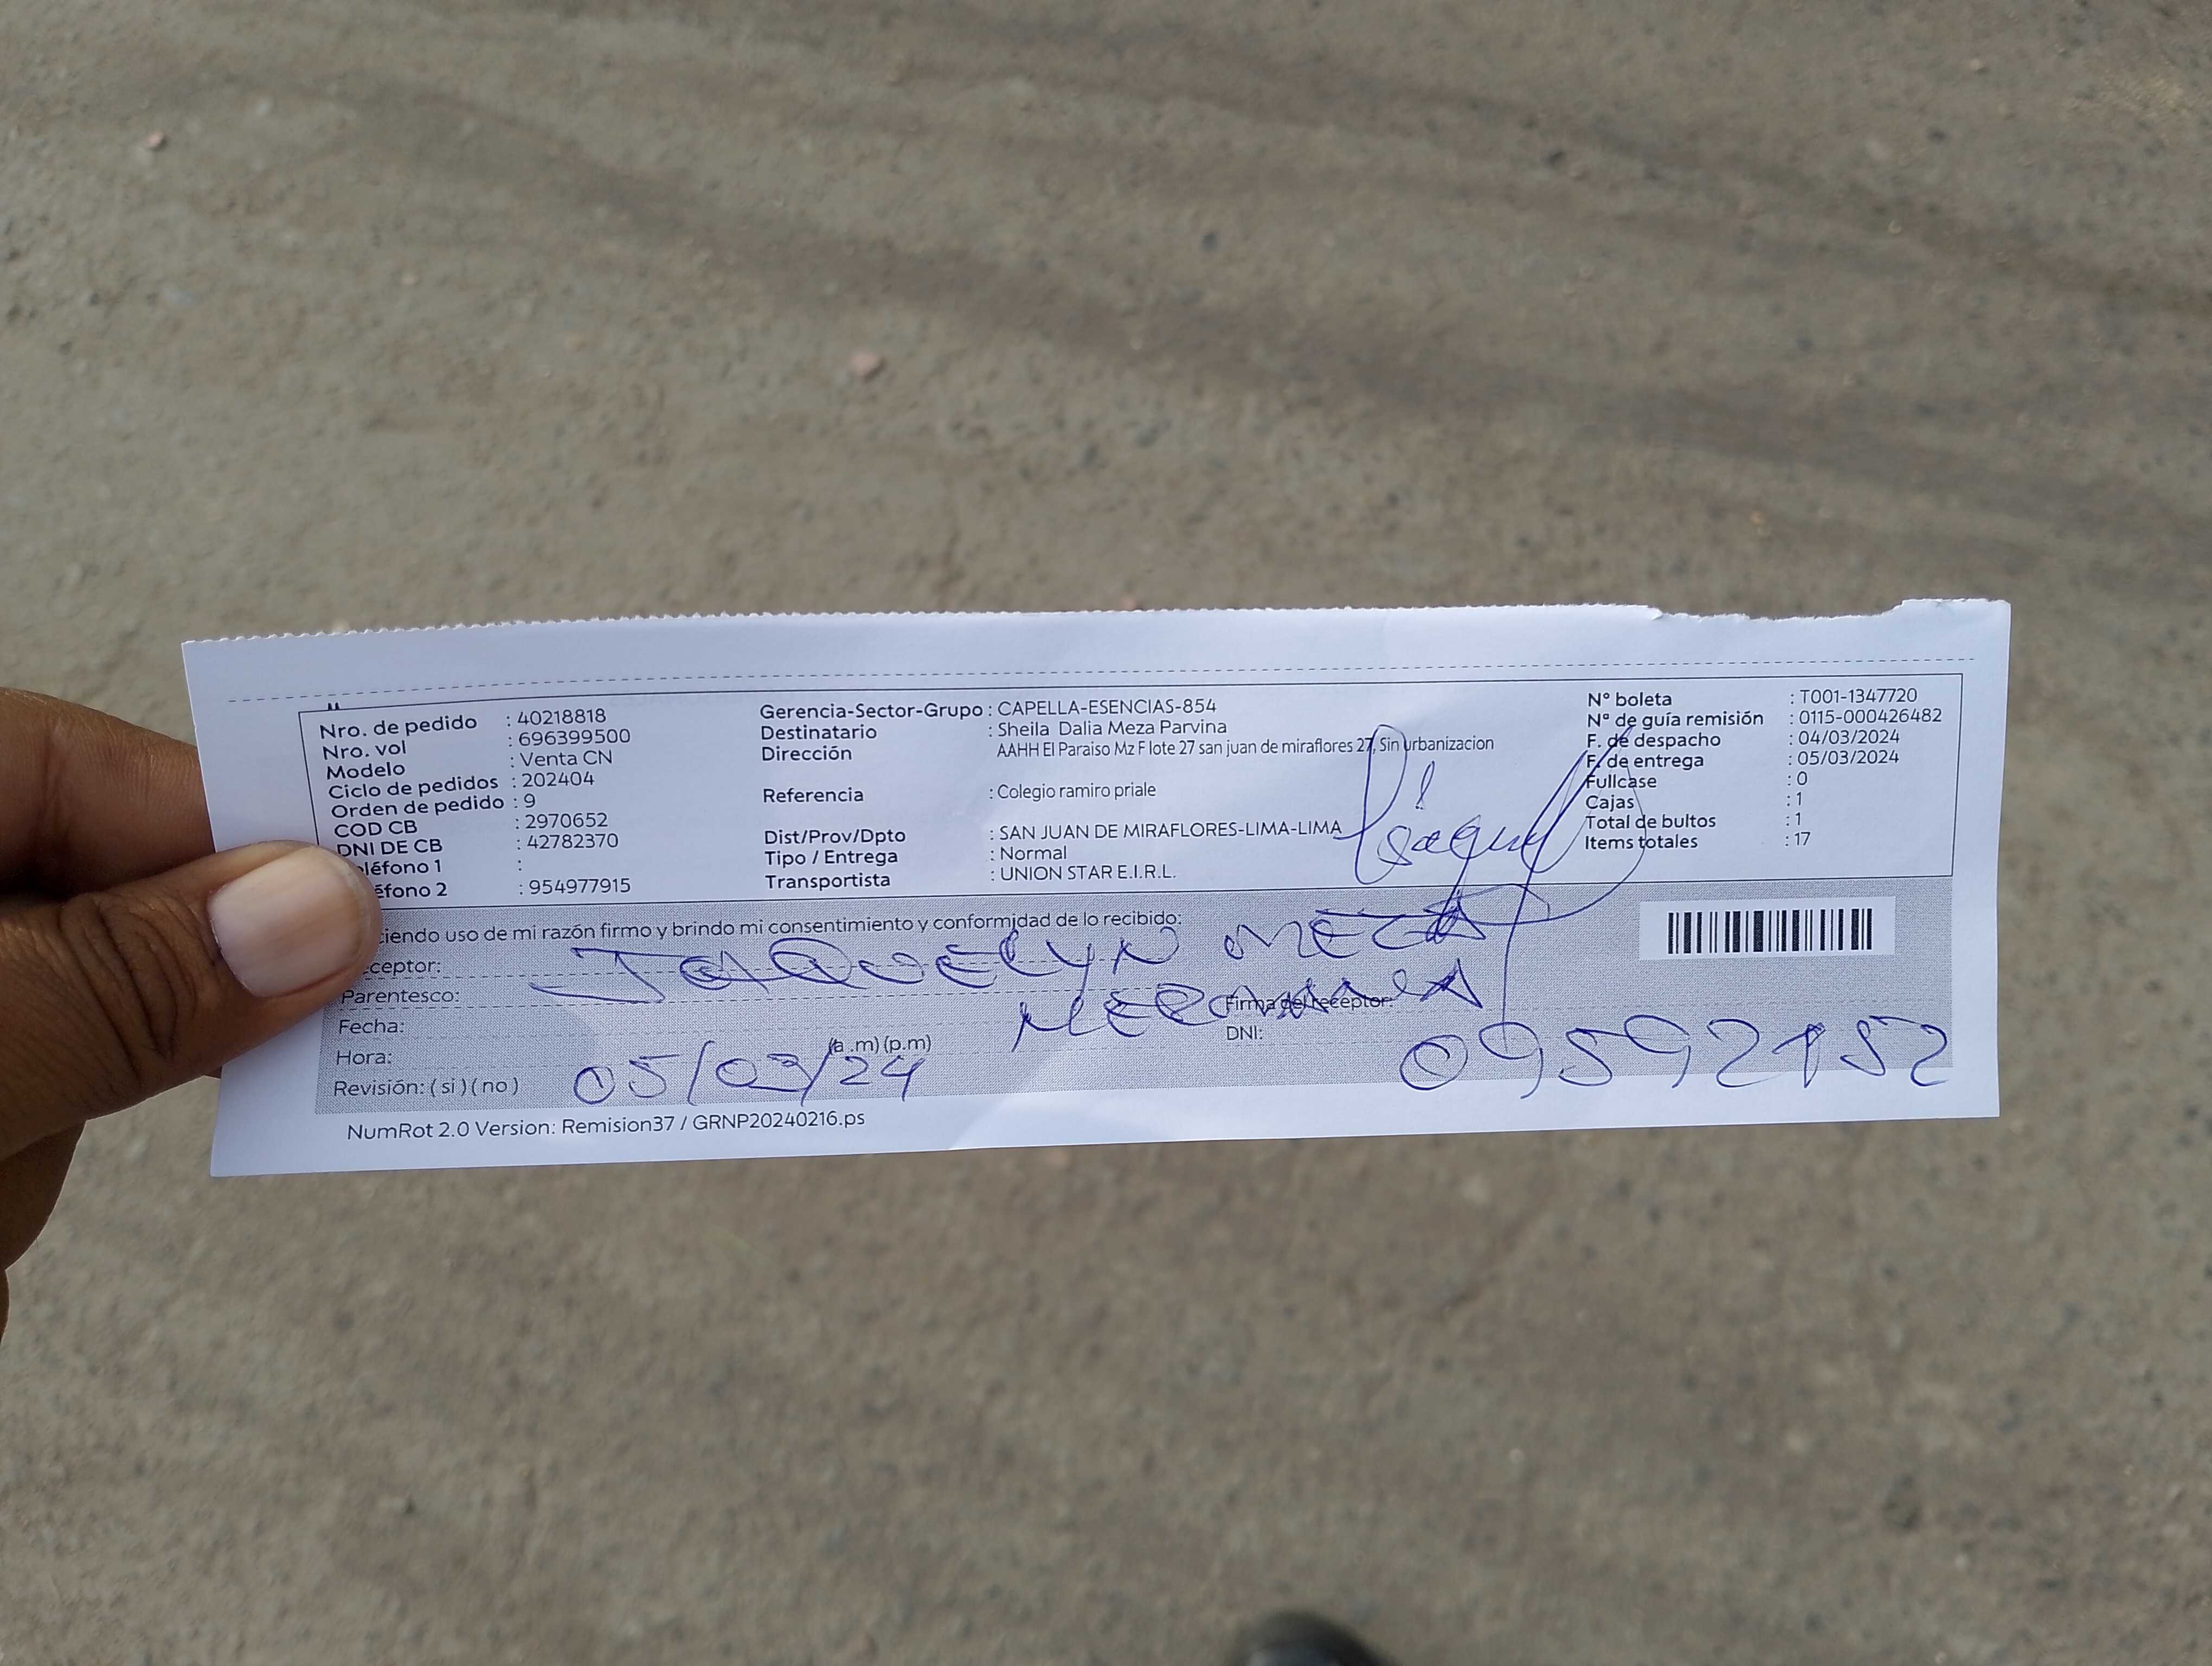 Nro. de pedido : 40218818
Nro. vol : 696399500
Modelo : Venta CN
Ciclo de pedidos : 202404
Orden de pedido : 9
COD CB : 2970652
DNI DE CB : 42782370
léfono 1 :
éfono 2 : 954977915
Gerencia-Sector-Grupo : CAPELLA-ESENCIAS-854
Destinatario : Sheila Dalia Meza Parvina
Dirección AAHH El Paraiso Mz F lote 27 san juan de miraflores 27, Sin urbanizacion
Referencia : Colegio ramiro priale
Dist/Prov/Dpto : SAN JUAN DE MIRAFLORES-LIMA-LIMA
Tipo / Entrega : Normal
Transportista : UNION STAR E.I.R.L.
N° boleta : T001-1347720
N° de guía remisión : 0115-000426482
F. de despacho : 04/03/2024
F. de entrega : 05/03/2024
Fullcase : 0
Cajas : 1
Total de bultos : 1
Items totales : 17
ciendo uso de mi razón firmo y brindo mi consentimiento y conformidad de lo recibido:
ceptor: JAQUELYN MEZA
Parentesco: HERMANA
Firma del receptor:
Fecha:
DNI: 09592152
Hora: (a .m) (p.m)
Revisión: ( si ) ( no ) 05/03/24
NumRot 2.0 Version: Remision37 / GRNP20240216.ps